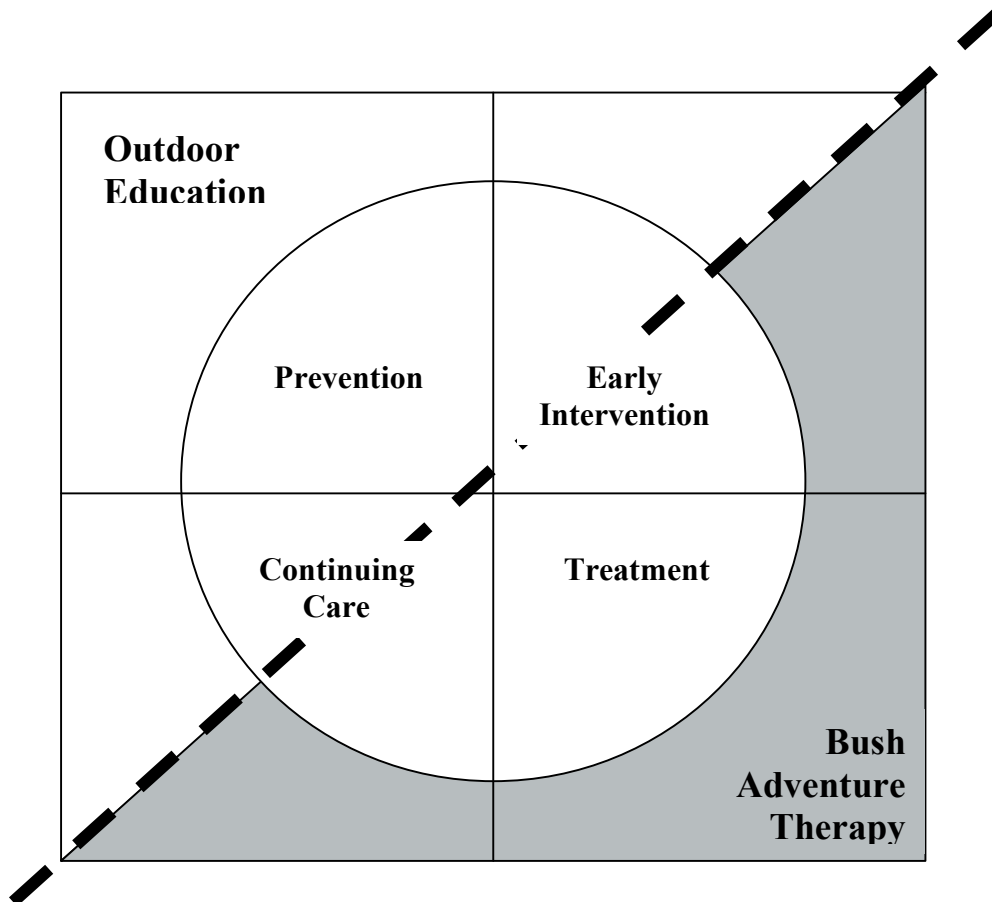 Outdoor
Education
Prevention
Early
Intervention
Continuing
Care
Treatment
Bush
Adventure
Therapy